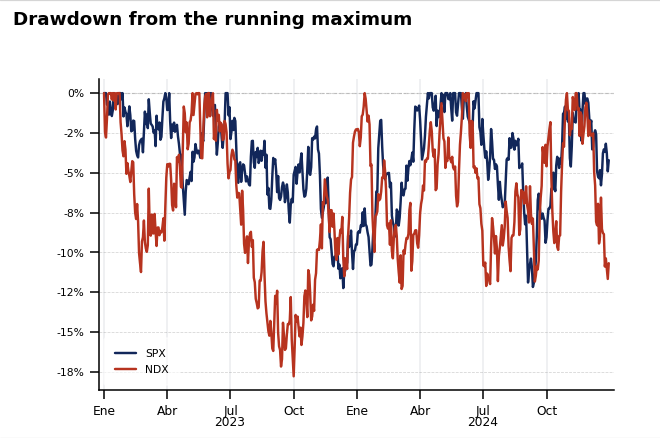 Drawdown from the running maximum
0%
-2%
-5%
-8%
-10%
-12%
-15%
-18%
SPX
NDX
Ene Abr Jul Oct Ene Abr Jul Oct
2023 2024